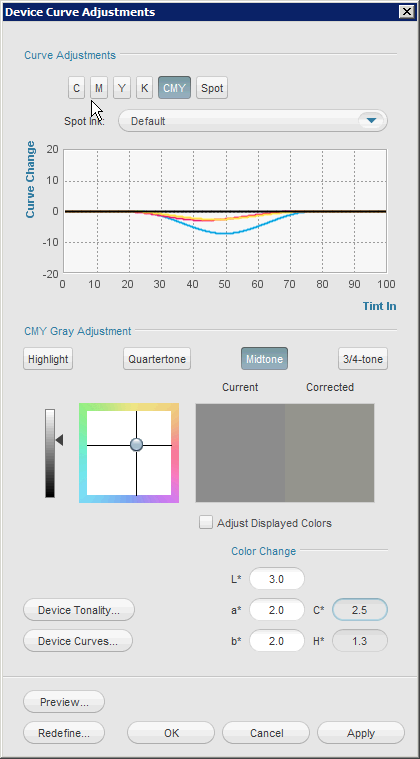 Device Curve Adjustments
Curve Adjustments
C M Y K CMY Spot
Spot Ink: Default
Curve Change
20
10
0
-10
-20
0 10 20 30 40 50 60 70 80 90 100
Tint In
CMY Gray Adjustment
Highlight Quartertone Midtone 3/4-tone
Current Corrected
Adjust Displayed Colors
Color Change
L* 3.0
Device Tonality... a* 2.0 C* 2.5
Device Curves... b* 2.0 H* 1.3
Preview...
Redefine... OK Cancel Apply